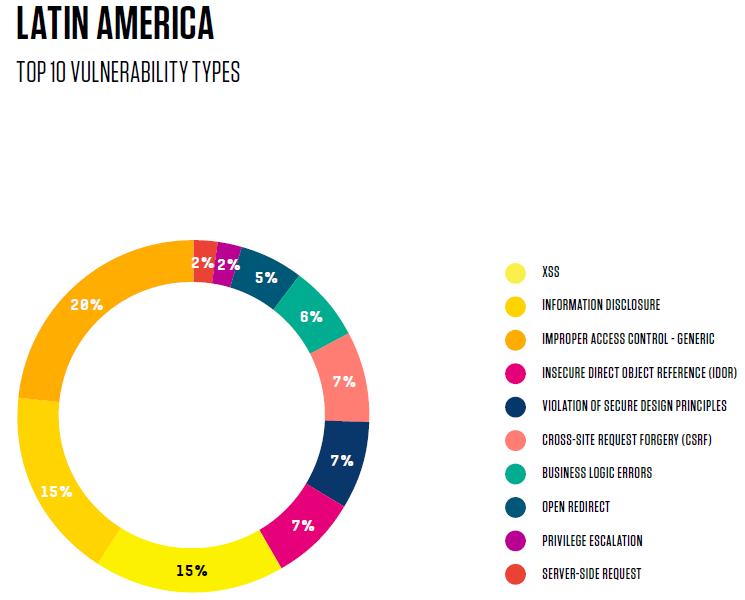 LATIN AMERICA
TOP 10 VULNERABILITY TYPES
2%
2%
5%
6%
7%
7%
7%
15%
15%
20%
XSS
INFORMATION DISCLOSURE
IMPROPER ACCESS CONTROL - GENERIC
INSECURE DIRECT OBJECT REFERENCE (IDOR)
VIOLATION OF SECURE DESIGN PRINCIPLES
CROSS-SITE REQUEST FORGERY (CSRF)
BUSINESS LOGIC ERRORS
OPEN REDIRECT
PRIVILEGE ESCALATION
SERVER-SIDE REQUEST